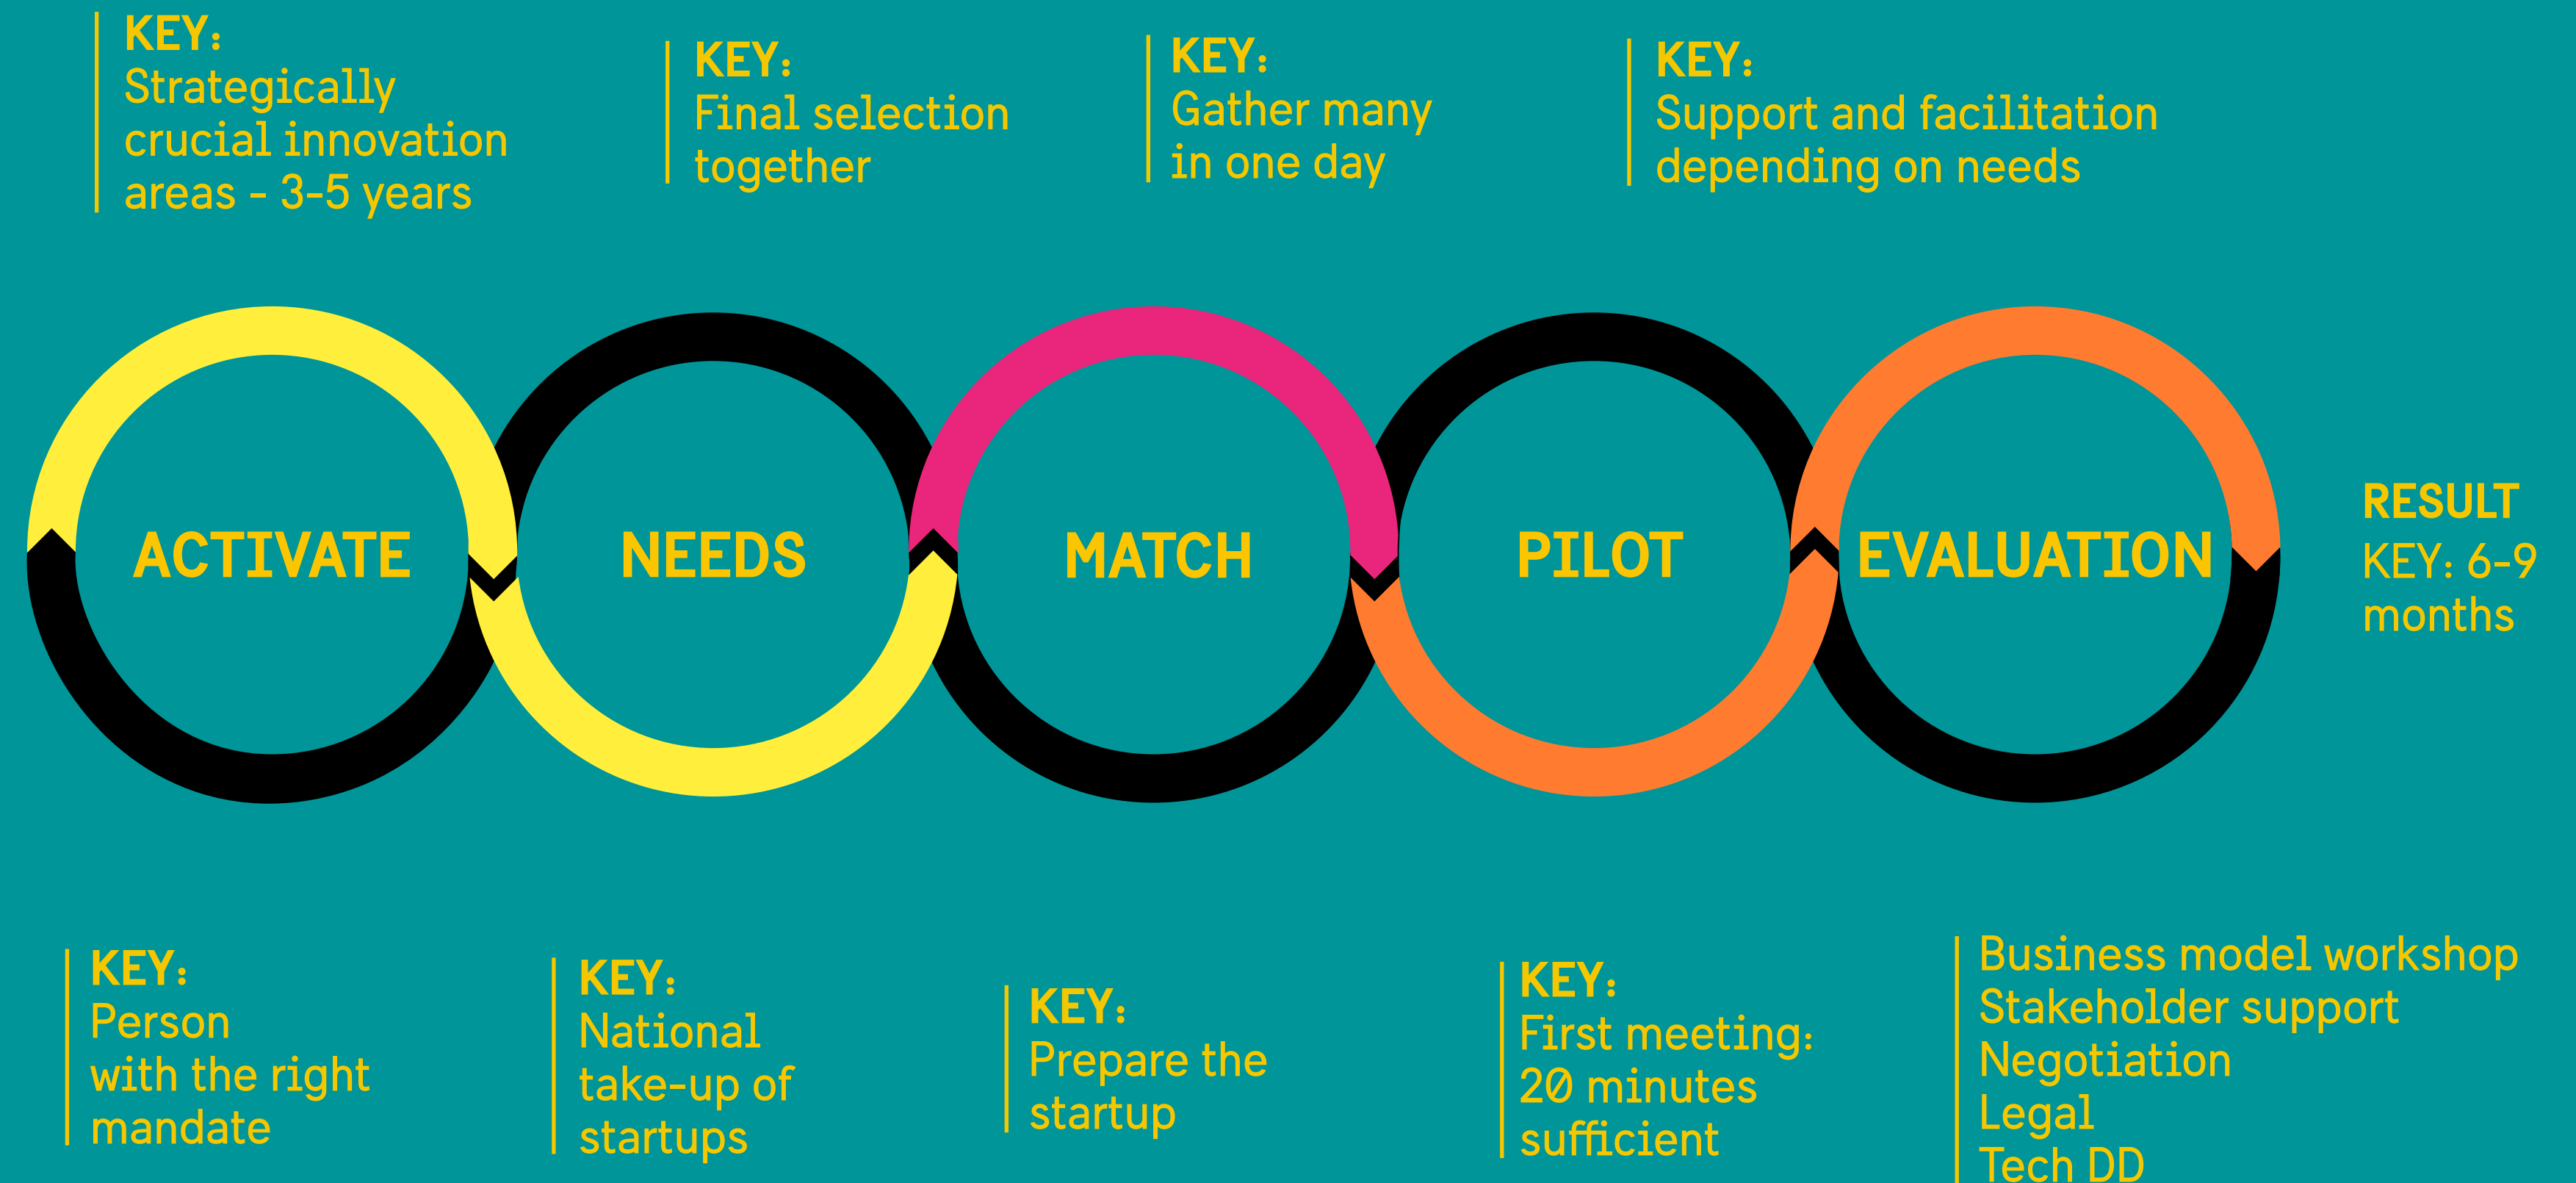 KEY:
Strategically
crucial innovation
areas - 3-5 years
KEY:
Final selection
together
KEY:
Gather many
in one day
KEY:
Support and facilitation
depending on needs
ACTIVATE
NEEDS
MATCH
PILOT
EVALUATION
RESULT
KEY: 6-9
months
KEY:
Person
with the right
mandate
KEY:
National
take-up of
startups
KEY:
Prepare the
startup
KEY:
First meeting:
20 minutes
sufficient
Business model workshop
Stakeholder support
Negotiation
Legal
Tech DD